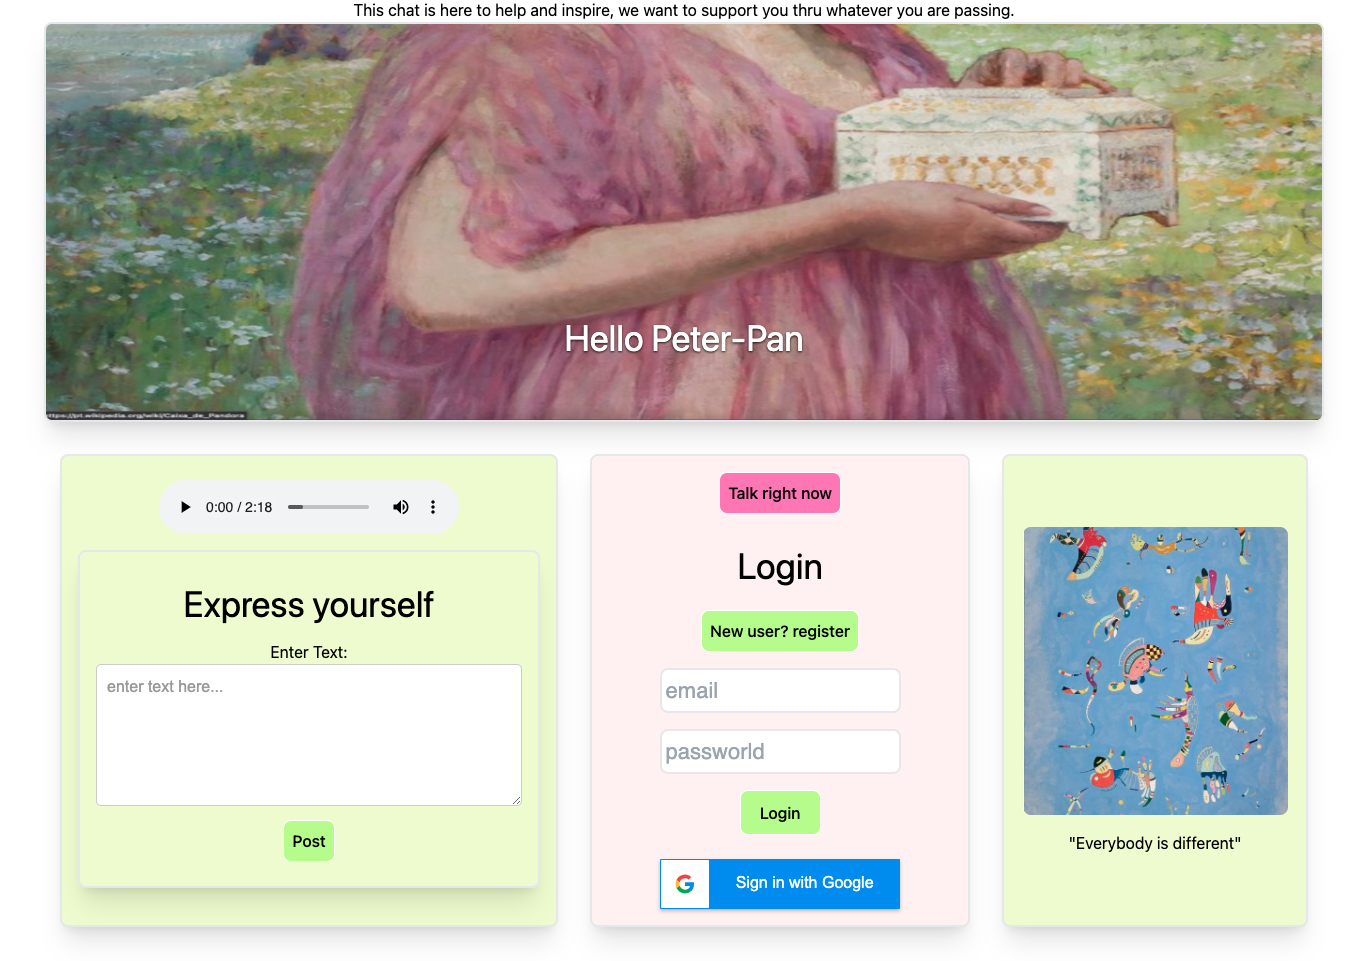 This chat is here to help and inspire, we want to support you thru whatever you are passing.
Hello Peter-Pan
https://pt.wikipedia.org/wiki/Caixa_de_Pandora
0:00 / 2:18
Express yourself
Enter Text:
enter text here...
Post
Talk right now
Login
New user? register
email
passworld
Login
Sign in with Google
"Everybody is different"